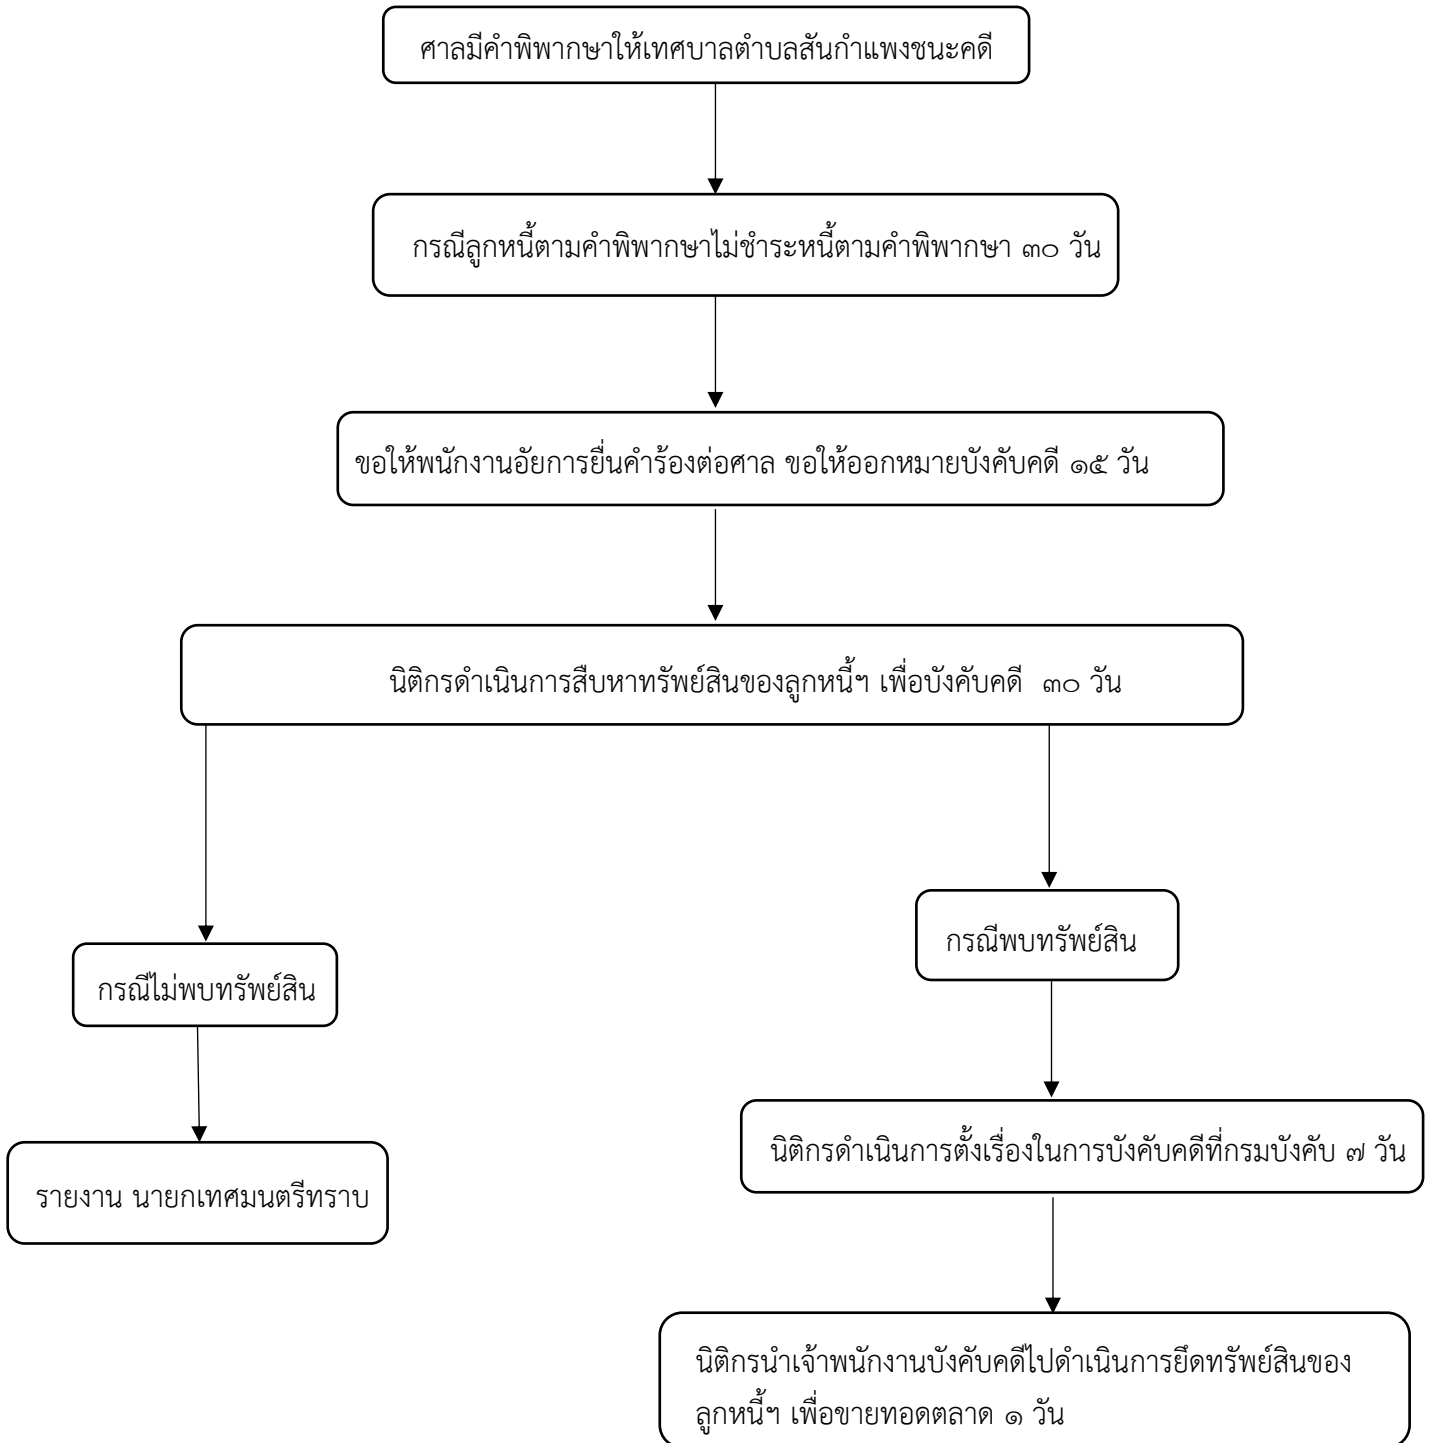 ศาลมีคำพิพากษาให้เทศบาลตำบลสันกำแพงชนะคดี
กรณีลูกหนี้ตามคำพิพากษาไม่ชำระหนี้ตามคำพิพากษา ๓๐ วัน
ขอให้พนักงานอัยการยื่นคำร้องต่อศาล ขอให้ออกหมายบังคับคดี ๑๕ วัน
นิติกรดำเนินการสืบหาทรัพย์สินของลูกหนี้ฯ เพื่อบังคับคดี ๓๐ วัน
กรณีไม่พบทรัพย์สิน
รายงาน นายกเทศมนตรีทราบ
กรณีพบทรัพย์สิน
นิติกรดำเนินการตั้งเรื่องในการบังคับคดีที่กรมบังคับ ๗ วัน
นิติกรนำเจ้าพนักงานบังคับคดีไปดำเนินการยึดทรัพย์สินของ
ลูกหนี้ฯ เพื่อขายทอดตลาด ๑ วัน